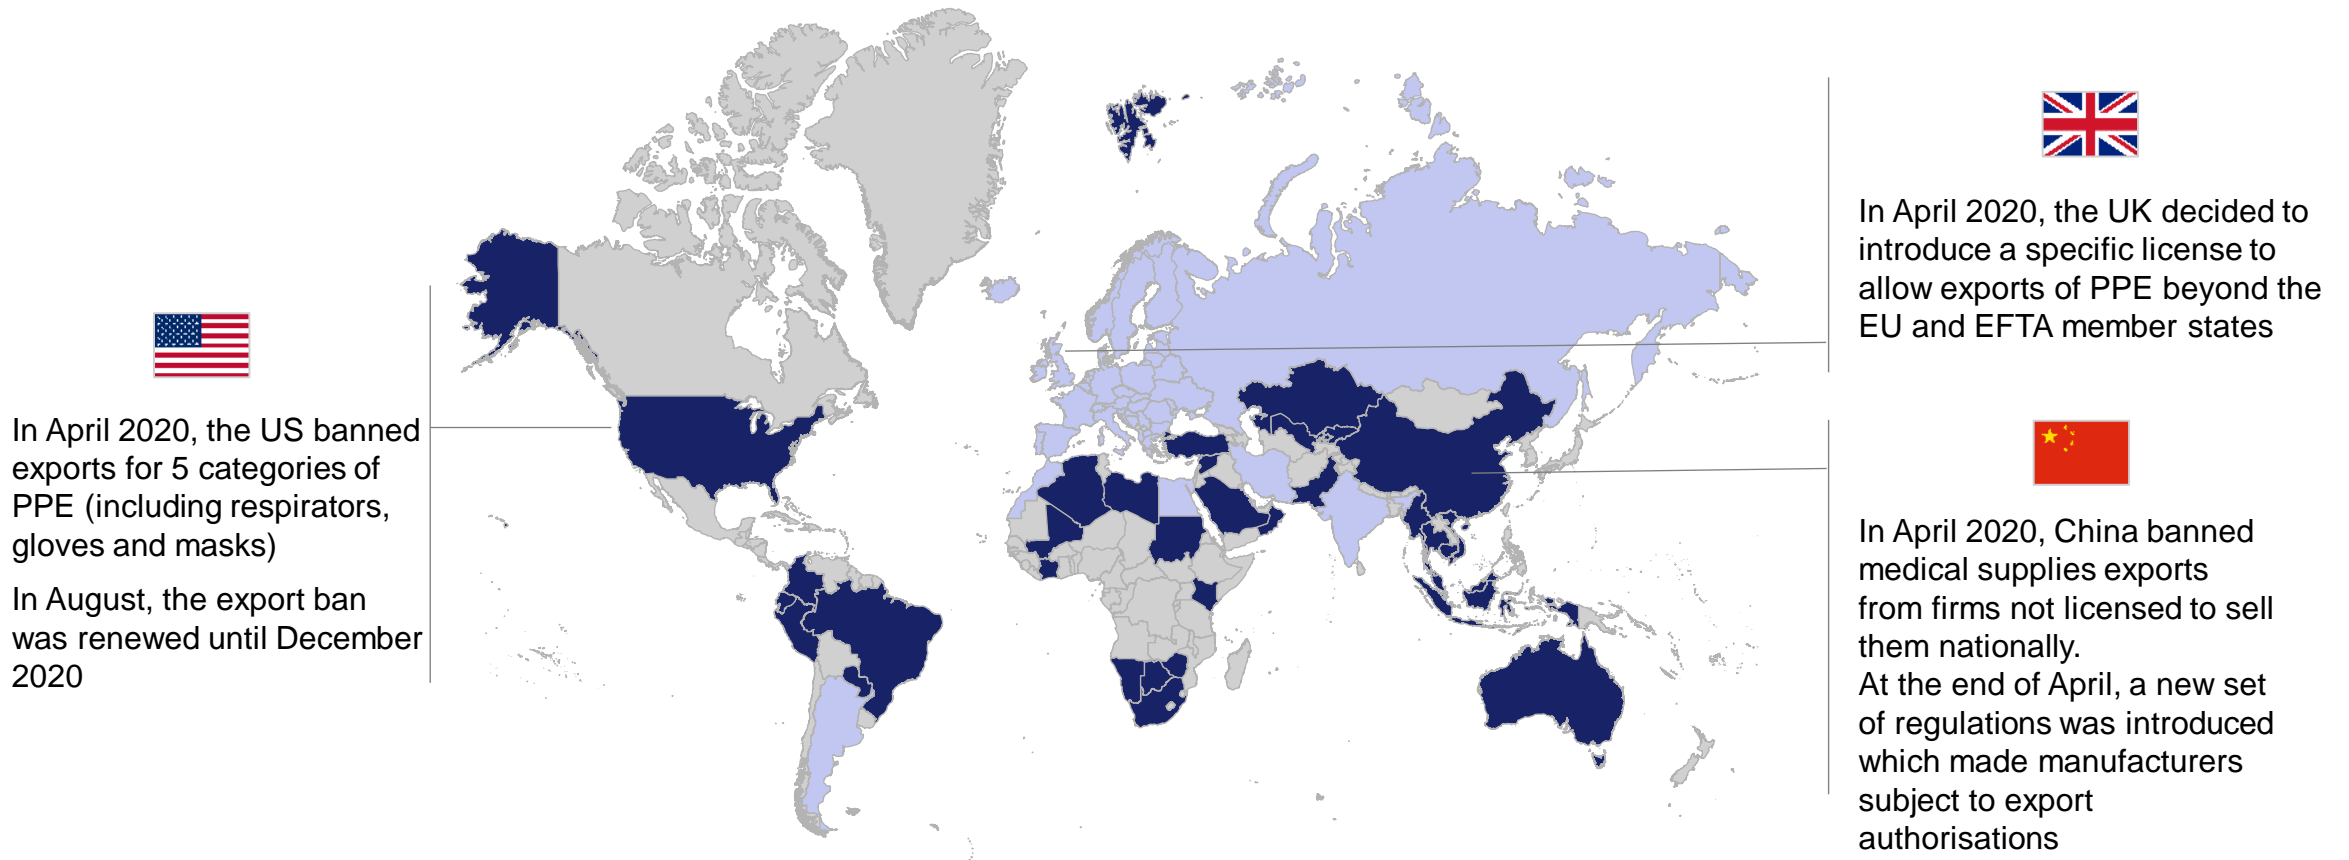 In April 2020, the US banned
exports for 5 categories of
PPE (including respirators,
gloves and masks)
In August, the export ban
was renewed until December
2020
In April 2020, the UK decided to
introduce a specific license to
allow exports of PPE beyond the
EU and EFTA member states
In April 2020, China banned
medical supplies exports
from firms not licensed to sell
them nationally.
At the end of April, a new set
of regulations was introduced
which made manufacturers
subject to export
authorisations